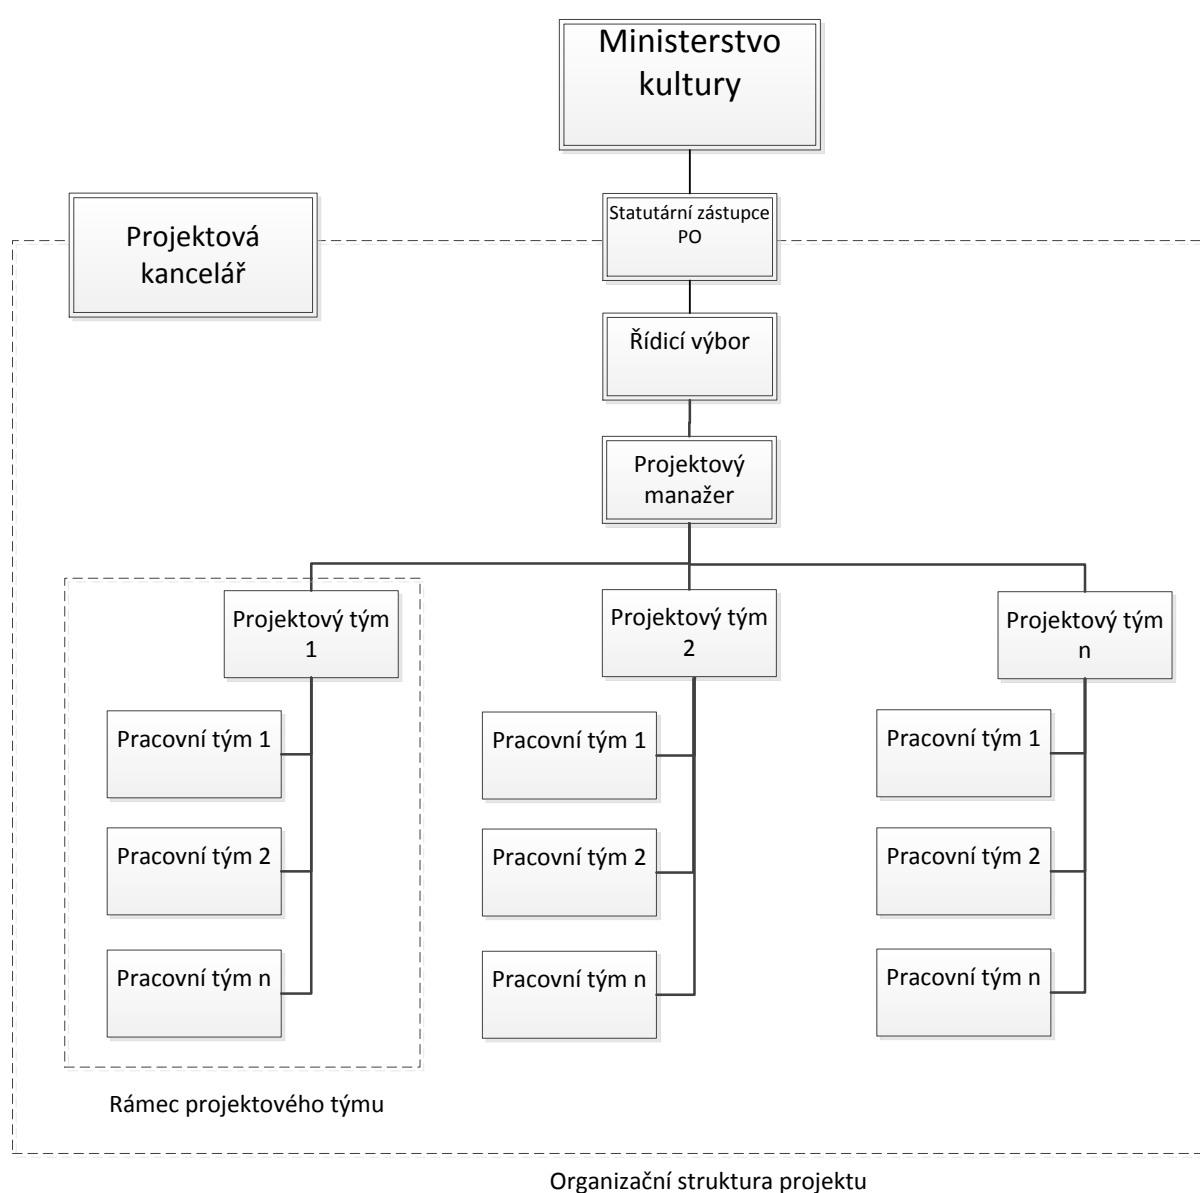 Ministerstvo
kultury
Statutární zástupce
PO
Projektová
kancelář
Řídicí výbor
Projektový
manažer
Projektový tým
1
Projektový tým
2
Projektový tým
n
Pracovní tým 1
Pracovní tým 1
Pracovní tým 1
Pracovní tým 2
Pracovní tým 2
Pracovní tým 2
Pracovní tým n
Pracovní tým n
Pracovní tým n
Rámec projektového týmu
Organizační struktura projektu